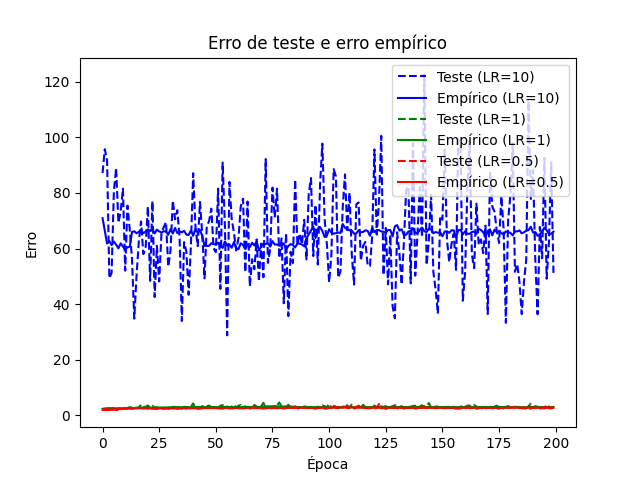 Erro de teste e erro empírico
Erro
120
100
80
60
40
20
0
Teste (LR=10)
Empírico (LR=10)
Teste (LR=1)
Empírico (LR=1)
Teste (LR=0.5)
Empírico (LR=0.5)
0 25 50 75 100 125 150 175 200
Época